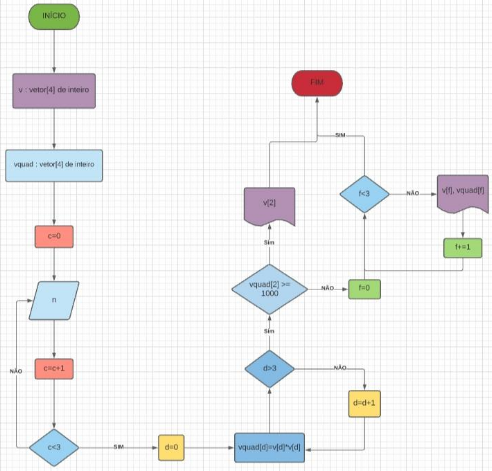 INÍCIO
v : vetor[4] de inteiro
vquad : vetor[4] de inteiro
c=0
n
c=c+1
NÃO
c<3
SIM
d=0
vquad[d]=v[d]*v[d]
d>3
NÃO
d=d+1
Sim
vquad[2] >=
1000
NÃO
f=0
Sim
v[2]
f<3
NÃO
v[f], vquad[f]
f+=1
SIM
FIM